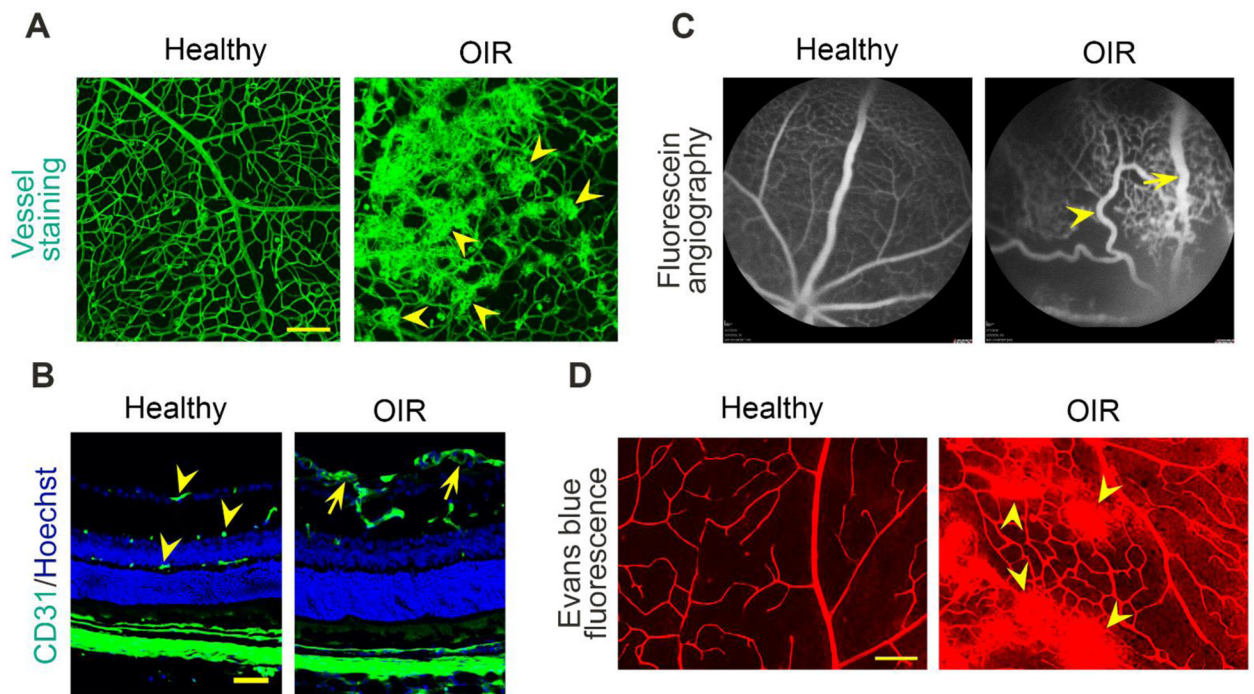 A
Healthy
OIR
Vessel
staining
B
Healthy
OIR
CD31/Hoechst
C
Healthy
OIR
Fluorescein
angiography
D
Healthy
OIR
Evans blue
fluorescence